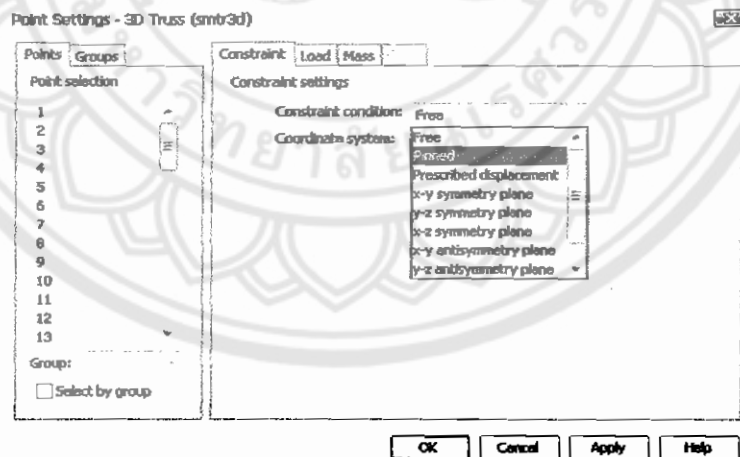 Point Settings - 3D Truss (smtr3d)
Points Groups
Point selection
1
2
3
4
5
6
7
8
9
10
11
12
13
Group:
Select by group
Constraint Load Mass
Constraint settings
Constraint condition: Free
Coordinate system:
Free
Pinned
Prescribed displacement
x-y symmetry plane
y-z symmetry plane
x-z symmetry plane
x-y antisymmetry plane
y-z antisymmetry plane
OK Cancel Apply Help